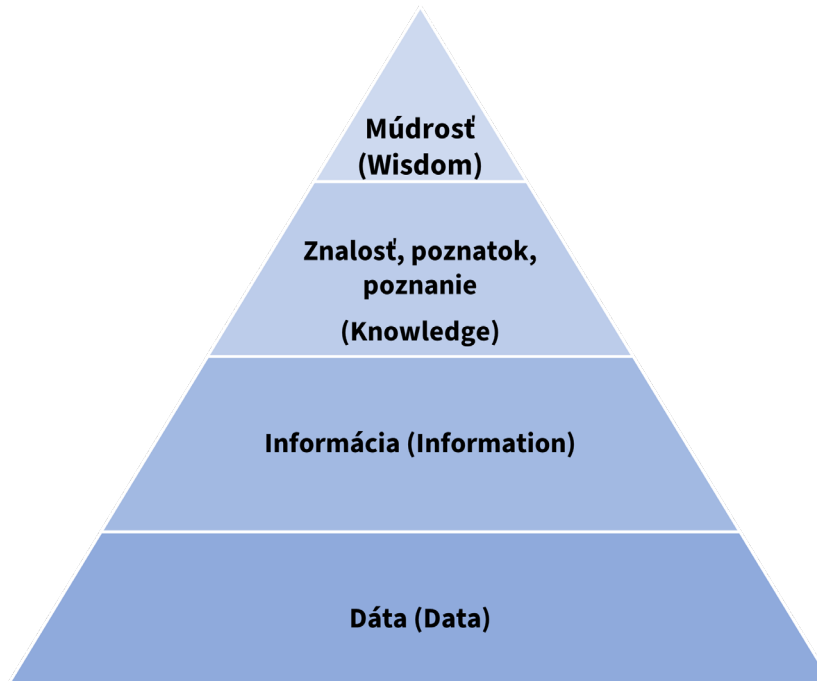 Múdrosť
(Wisdom)
Znalosť, poznatok,
poznanie
(Knowledge)
Informácia (Information)
Dáta (Data)